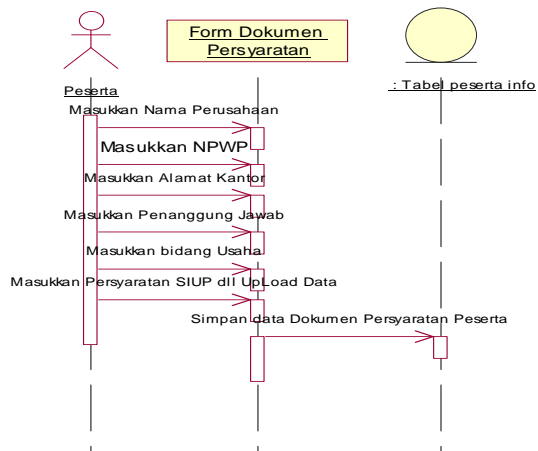 Form Dokumen
Persyaratan
Peserta
: Tabel peserta info
Masukkan Nama Perusahaan
Masukkan NPWP
Masukkan Alamat Kantor
Masukkan Penanggung Jawab
Masukkan bidang Usaha
Masukkan Persyaratan SIUP dll UpLoad Data
Simpan data Dokumen Persyaratan Peserta